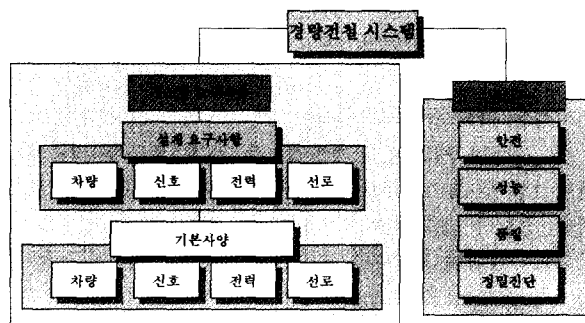 경량전철 시스템
요구사항
차량 신호 전력 선로
기본사양
차량 신호 전력 선로
안전
성능
품질
정밀진단